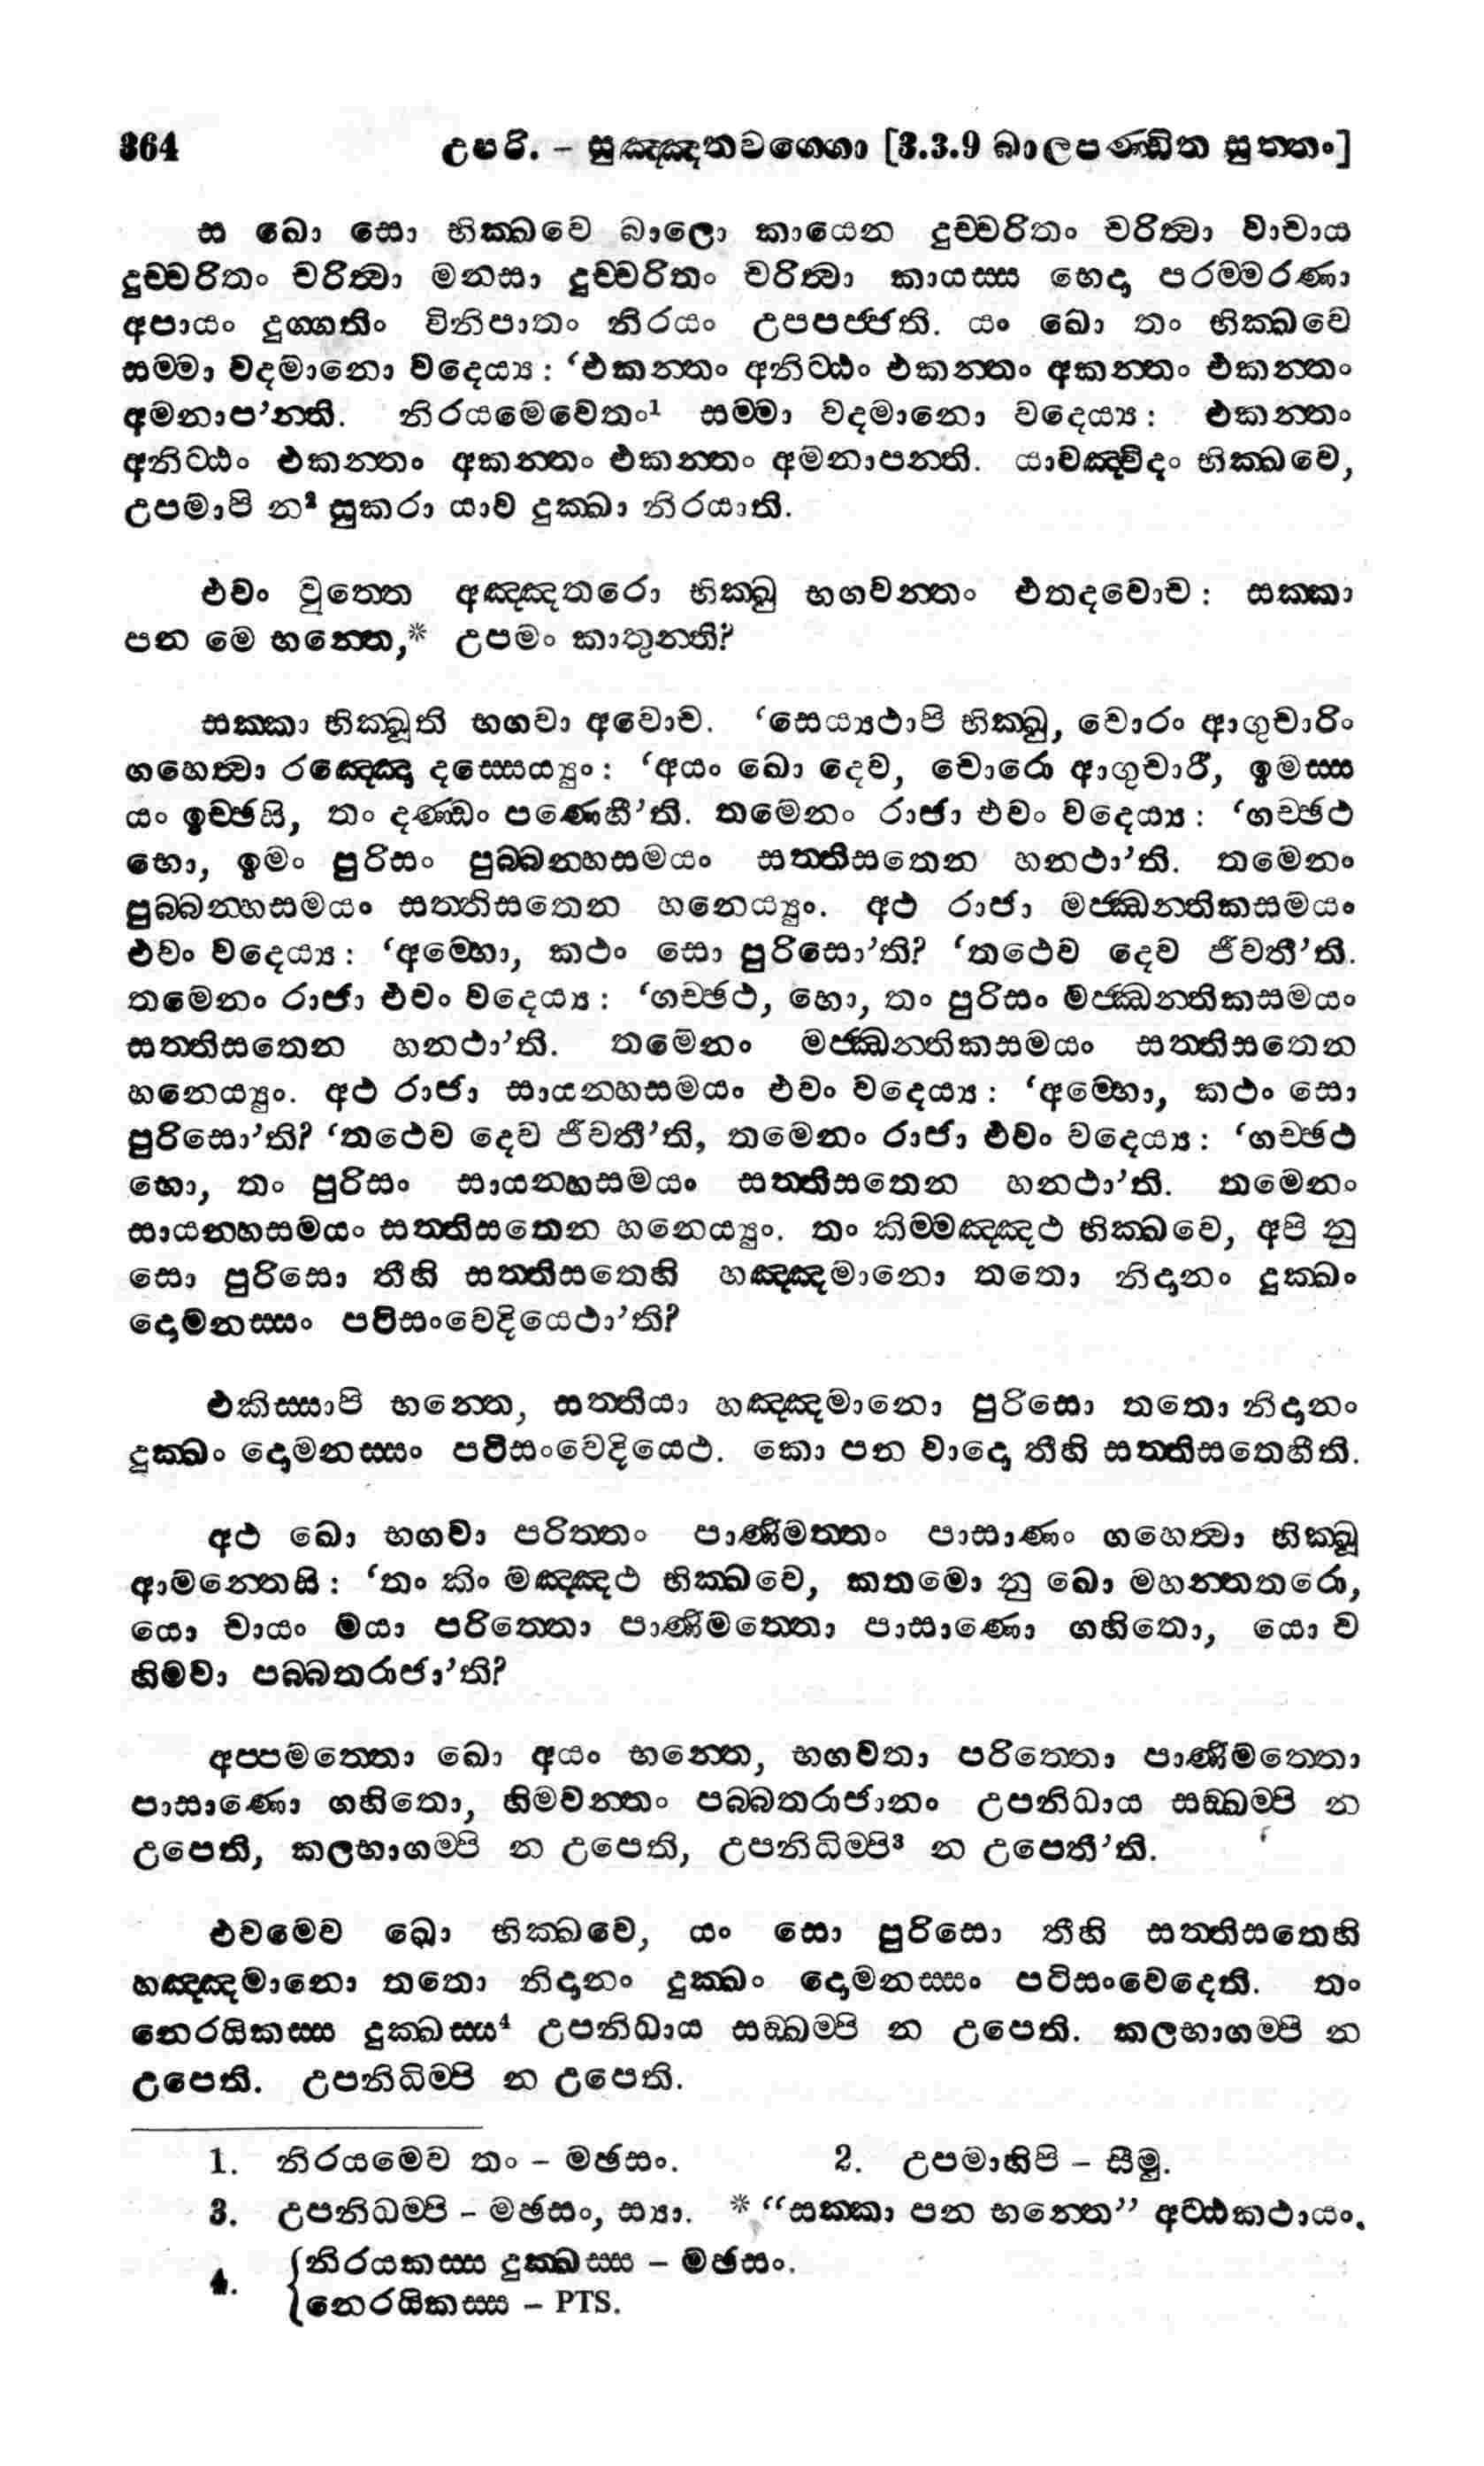 364 උපරි. - සුඤ්ඤතවග්ගො [3.3.9 බාලපණ්ඩිත සුත්තං]
ස ඛො සො භික්ඛවෙ බාලො කායෙන දුච්චරිතං චරිත්වා වාචාය
දුච්චරිතං චරිත්වා මනසා දුච්චරිතං චරිත්වා කායස්ස භෙදා පරම්මරණා
අපායං දුග්ගතිං විනිපාතං නිරයං උපපජ්ජති. යං ඛො තං භික්ඛවෙ
සම්මා වදමානො වදෙය්‍ය: ‘එකන්තං අනිට්ඨං එකන්තං අකන්තං එකන්තං
අමනාප’න්ති. නිරයමෙවෙතං¹ සම්මා වදමානො වදෙය්‍ය: එකන්තං
අනිට්ඨං එකන්තං අකන්තං එකන්තං අමනාපන්ති. යාවඤ්චිදං භික්ඛවෙ,
උපමාපි න² සුකරා යාව දුක්ඛා නිරයාති.
එවං වුත්තෙ අඤ්ඤතරො භික්ඛු භගවන්තං එතදවොච: සක්කා
පන මෙ භන්තෙ,* උපමං කාතුන්ති?
සක්කා භික්ඛූති භගවා අවොච. ‘සෙය්‍යථාපි භික්ඛු, චොරං ආගුචාරිං
ගහෙත්වා රඤ්ඤො දස්සෙය්‍යුං: ‘අයං ඛො දෙව, චොරො ආගුචාරී, ඉමස්ස
යං ඉච්ඡසි, තං දණ්ඩං පණෙහී’ති. තමෙනං රාජා එවං වදෙය්‍ය: ‘ගච්ඡථ
භො, ඉමං පුරිසං පුබ්බන්හසමයං සත්තිසතෙන හනථා’ති. තමෙනං
පුබ්බන්හසමයං සත්තිසතෙන හනෙය්‍යුං. අථ රාජා මජ්ඣන්තිකසමයං
එවං වදෙය්‍ය: ‘අම්භො, කථං සො පුරිසො’ති? ‘තථෙව දෙව ජීවතී’ති.
තමෙනං රාජා එවං වදෙය්‍ය: ‘ගච්ඡථ, භො, තං පුරිසං මජ්ඣන්තිකසමයං
සත්තිසතෙන හනථා’ති. තමෙනං මජ්ඣන්තිකසමයං සත්තිසතෙන
හනෙය්‍යුං. අථ රාජා සායන්හසමයං එවං වදෙය්‍ය: ‘අම්භො, කථං සො
පුරිසො’ති? ‘තථෙව දෙව ජීවතී’ති, තමෙනං රාජා එවං වදෙය්‍ය: ‘ගච්ඡථ
භො, තං පුරිසං සායන්හසමයං සත්තිසතෙන හනථා’ති. තමෙනං
සායන්හසමයං සත්තිසතෙන හනෙය්‍යුං. තං කිම්මඤ්ඤථ භික්ඛවෙ, අපි නු
සො පුරිසො තීහි සත්තිසතෙහි හඤ්ඤමානො තතො නිදානං දුක්ඛං
දොමනස්සං පටිසංවෙදියෙථා’ති?
එකිස්සාපි භන්තෙ, සත්තියා හඤ්ඤමානො පුරිසො තතො නිදානං
දුක්ඛං දොමනස්සං පටිසංවෙදියෙථ. කො පන වාදො තීහි සත්තිසතෙහීති.
අථ ඛො භගවා පරිත්තං පාණිමත්තං පාසාණං ගහෙත්වා භික්ඛූ
ආමන්තෙසි: ‘තං කිං මඤ්ඤථ භික්ඛවෙ, කතමො නු ඛො මහන්තතරො,
යො චායං මයා පරිත්තො පාණිමත්තො පාසාණො ගහිතො, යො ච
හිමවා පබ්බතරාජා’ති?
අප්පමත්තො ඛො අයං භන්තෙ, භගවතා පරිත්තො පාණිමත්තො
පාසාණො ගහිතො, හිමවන්තං පබ්බතරාජානං උපනිධාය සඞ්ඛම්පි න
උපෙති, කලභාගම්පි න උපෙති, උපනිධිම්පි³ න උපෙතී’ති.
එවමෙව ඛො භික්ඛවෙ, යං සො පුරිසො තීහි සත්තිසතෙහි
හඤ්ඤමානො තතො නිදානං දුක්ඛං දොමනස්සං පටිසංවෙදෙති. තං
නෙරයිකස්ස දුක්ඛස්ස⁴ උපනිධාය සඞ්ඛම්පි න උපෙති. කලභාගම්පි න
උපෙති. උපනිධිම්පි න උපෙති.
1. නිරයමෙව තං - මඡසං. 2. උපමාහිපි - සීමු.
3. උපනිධම්පි - මඡසං, ස්‍යා. * “සක්කා පන භන්තෙ” අට්ඨකථායං.
4. {නිරයකස්ස දුක්ඛස්ස - මඡසං.
නෙරයිකස්ස - PTS.